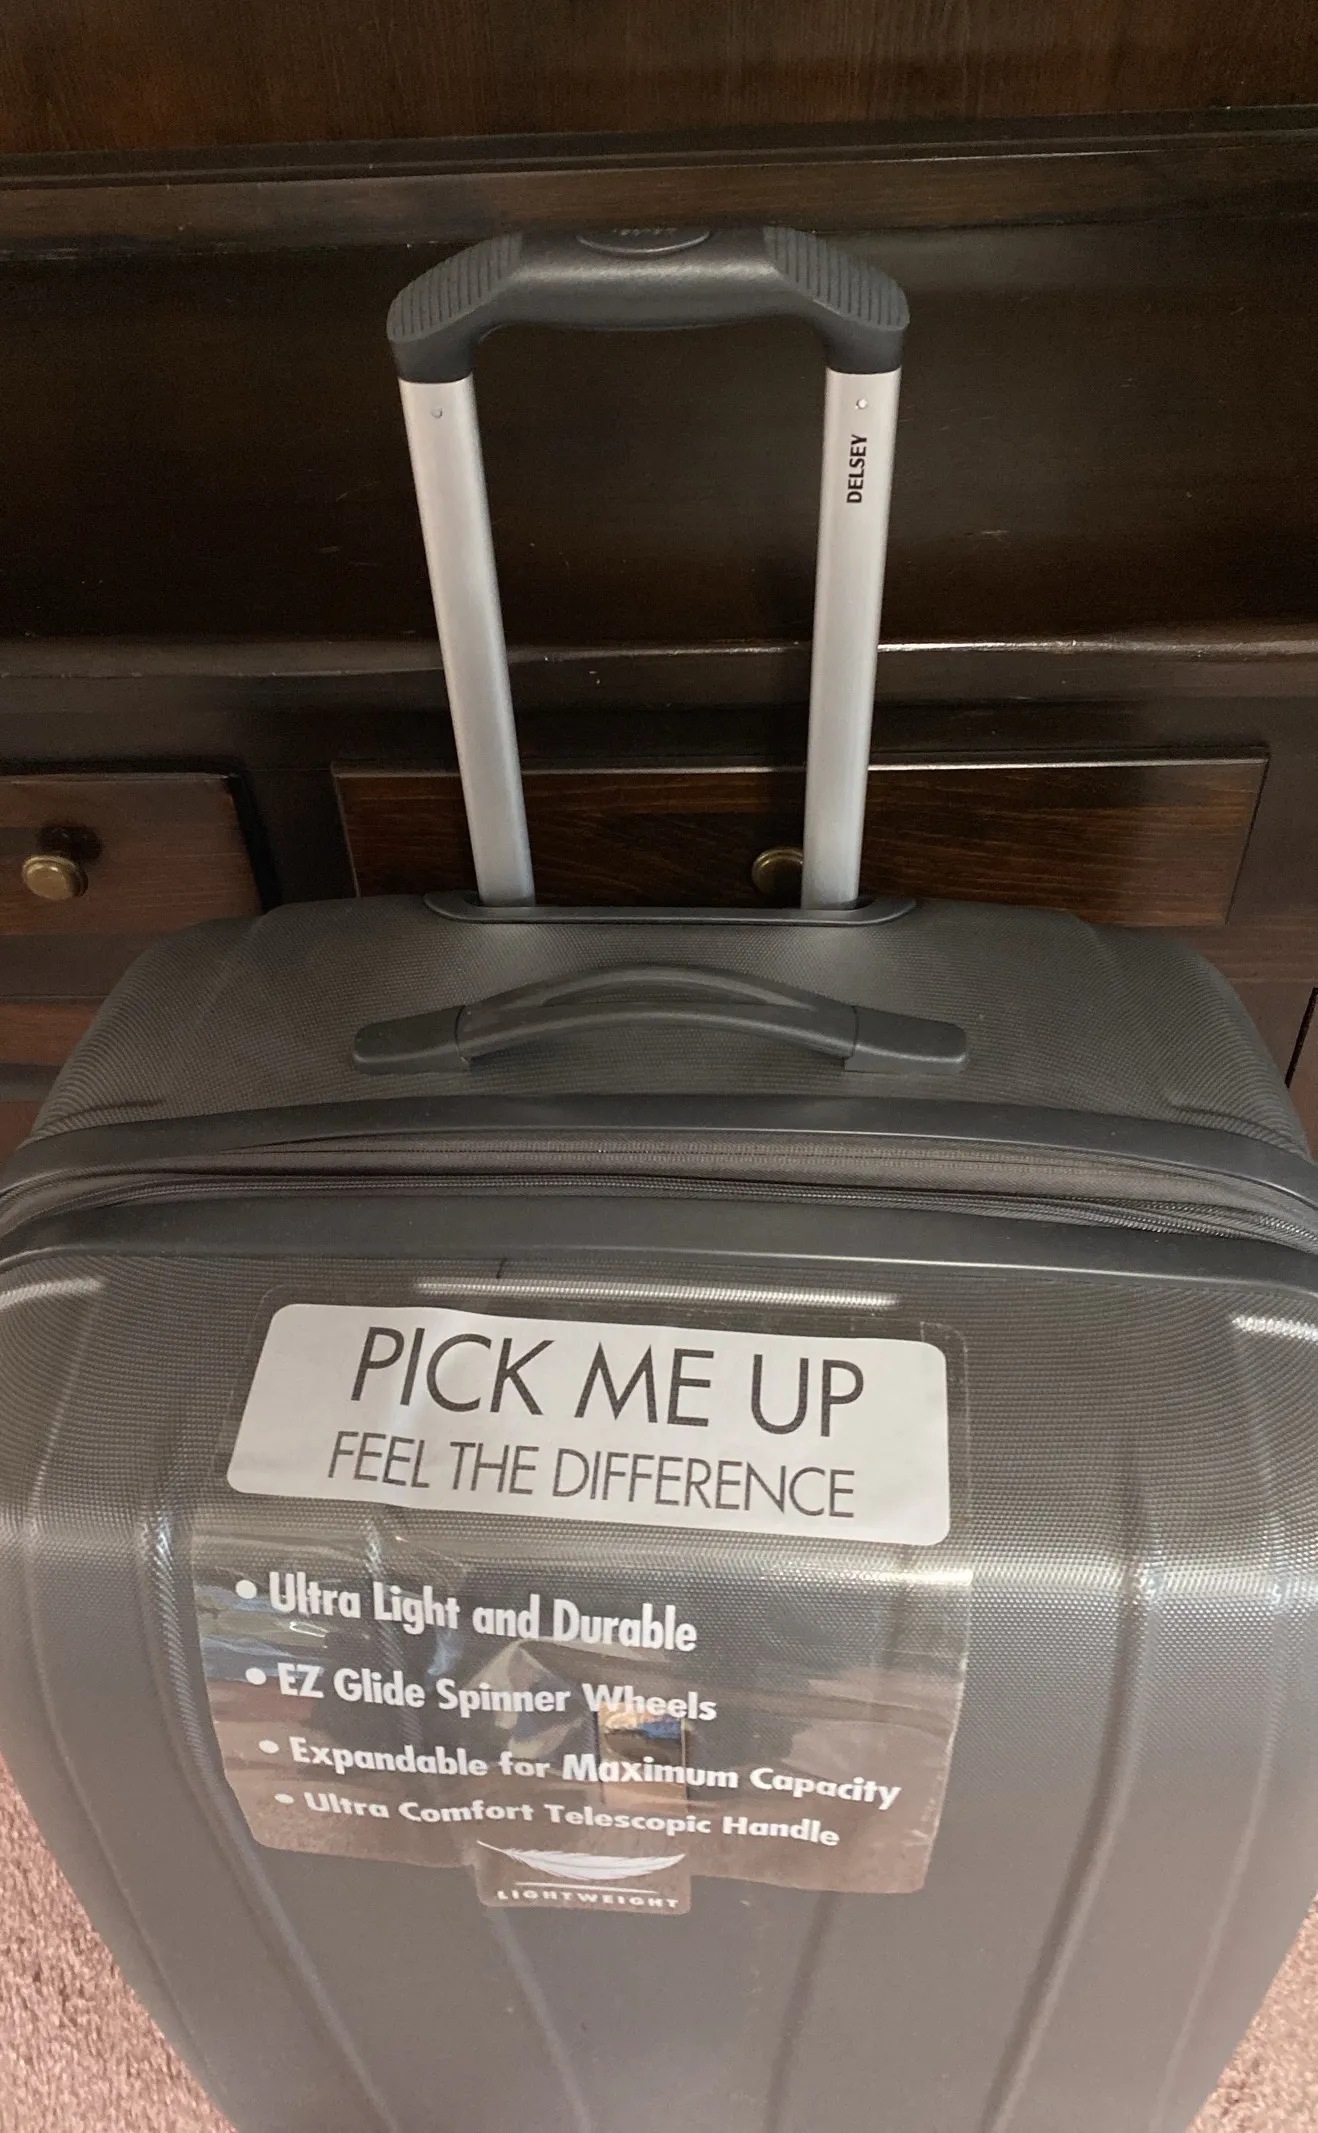 DELSEY
PICK ME UP
FEEL THE DIFFERENCE
• Ultra Light and Durable
• EZ Glide Spinner Wheels
• Expandable for Maximum Capacity
• Ultra Comfort Telescopic Handle
LIGHTWEIGHT